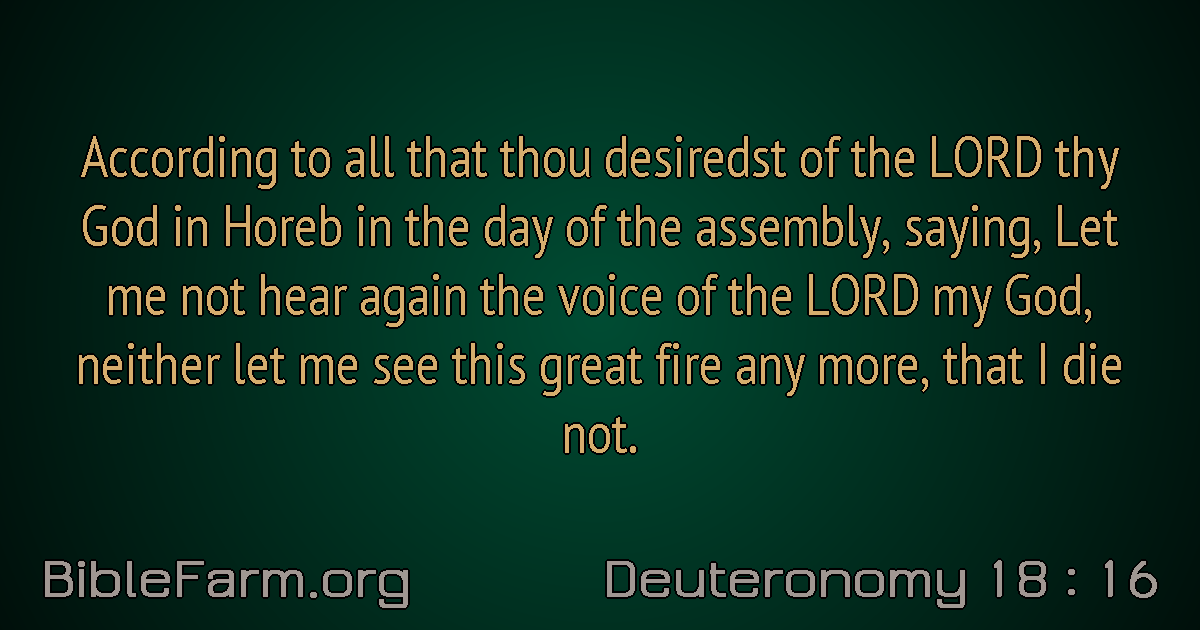 According to all that thou desiredst of the LORD thy
God in Horeb in the day of the assembly, saying, Let
me not hear again the voice of the LORD my God,
neither let me see this great fire any more, that I die
not.
BibleFarm.org
Deuteronomy 18 : 16